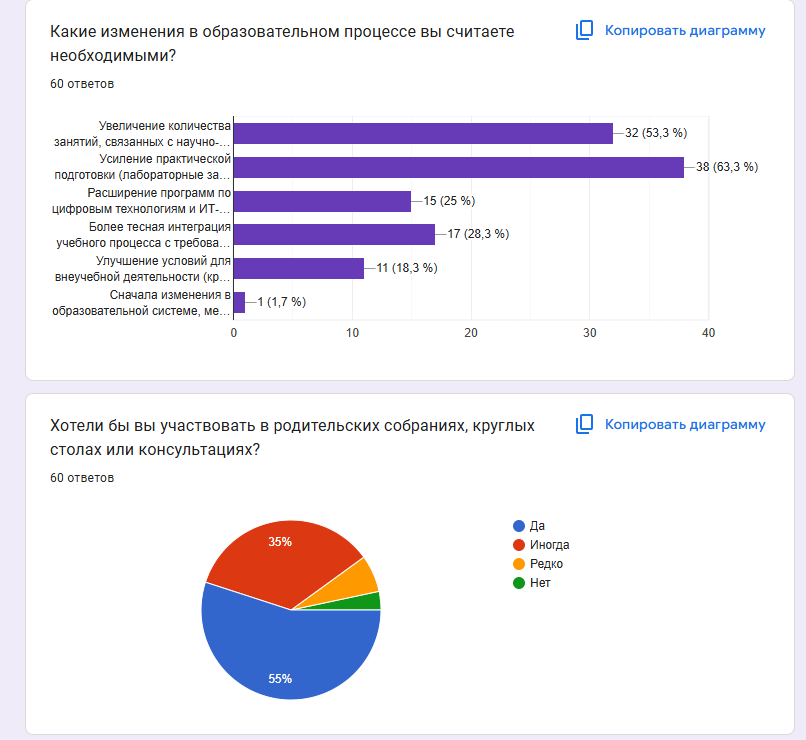 Какие изменения в образовательном процессе вы считаете
необходимыми?
Копировать диаграмму
60 ответов
Увеличение количества
занятий, связанных с научно-…
32 (53,3 %)
Усиление практической
подготовки (лабораторные за…
38 (63,3 %)
Расширение программ по
цифровым технологиям и ИТ-…
15 (25 %)
Более тесная интеграция
учебного процесса с требова…
17 (28,3 %)
Улучшение условий для
внеучебной деятельности (кр…
11 (18,3 %)
Сначала изменения в
образовательной системе, ме…
1 (1,7 %)
0 10 20 30 40
Хотели бы вы участвовать в родительских собраниях, круглых
столах или консультациях?
Копировать диаграмму
60 ответов
Да
Иногда
Редко
Нет
35%
55%